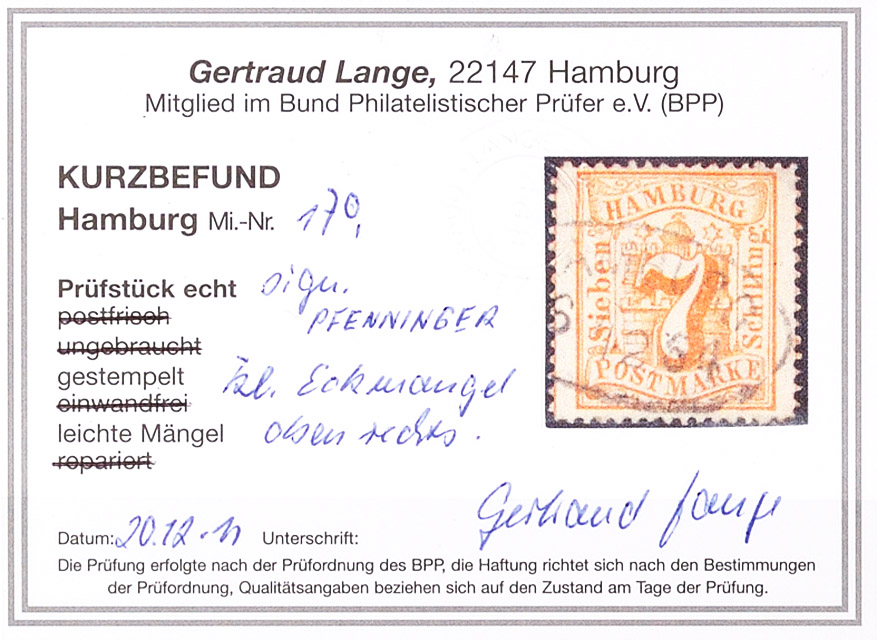 Gertraud Lange, 22147 Hamburg
Mitglied im Bund Philatelistischer Prüfer e.V. (BPP)
KURZBEFUND
Hamburg Mi.-Nr. 170,
Prüfstück echt sign.
postfrisch PFENNINGER
ungebraucht
gestempelt kl. Eckmangel
einwandfrei
leichte Mängel oben rechts.
repariert
Datum: 20.12.11 Unterschrift: Gertraud Lange
Die Prüfung erfolgte nach der Prüfordnung des BPP, die Haftung richtet sich nach den Bestimmungen
der Prüfordnung, Qualitätsangaben beziehen sich auf den Zustand am Tage der Prüfung.
HAMBURG
Sieben
7
Schilling
POSTMARKE